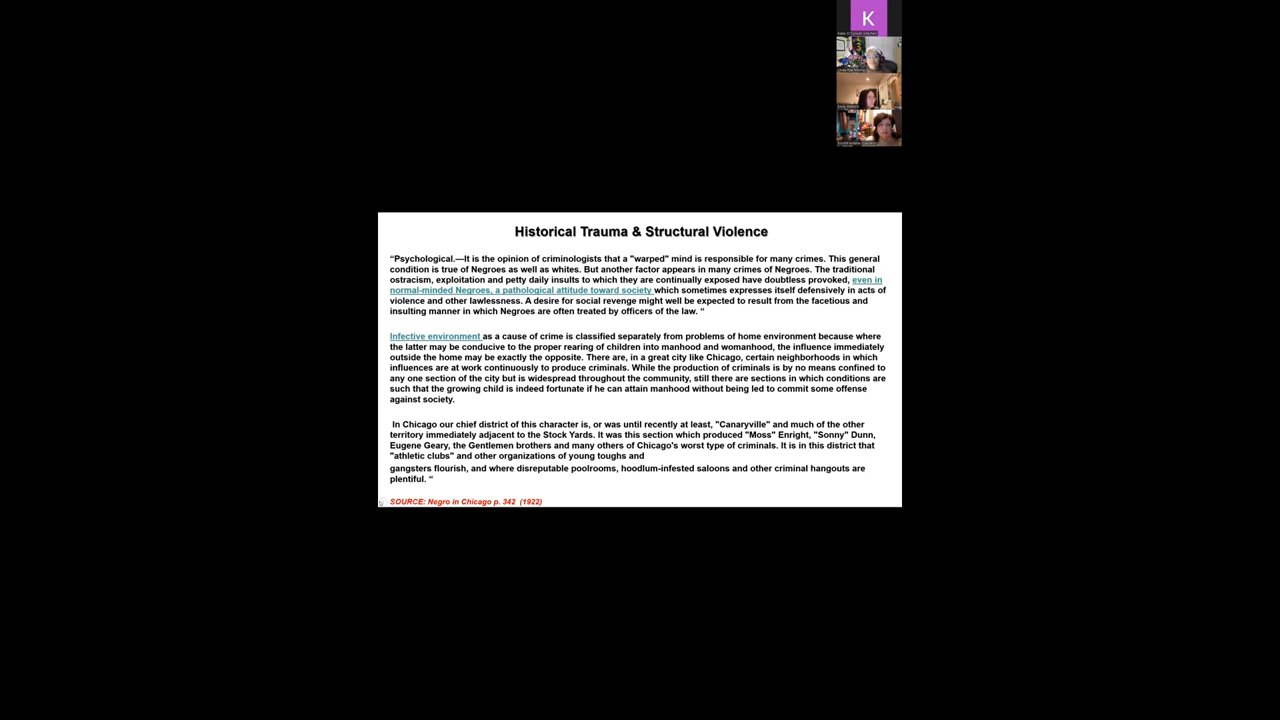 K
Historical Trauma & Structural Violence
“Psychological.—It is the opinion of criminologists that a "warped" mind is responsible for many crimes. This general
condition is true of Negroes as well as whites. But another factor appears in many crimes of Negroes. The traditional
ostracism, exploitation and petty daily insults to which they are continually exposed have doubtless provoked, even in
normal-minded Negroes, a pathological attitude toward society which sometimes expresses itself defensively in acts of
violence and other lawlessness. A desire for social revenge might well be expected to result from the facetious and
insulting manner in which Negroes are often treated by officers of the law. “
Infective environment as a cause of crime is classified separately from problems of home environment because where
the latter may be conducive to the proper rearing of children into manhood and womanhood, the influence immediately
outside the home may be exactly the opposite. There are, in a great city like Chicago, certain neighborhoods in which
influences are at work continuously to produce criminals. While the production of criminals is by no means confined to
any one section of the city but is widespread throughout the community, still there are sections in which conditions are
such that the growing child is indeed fortunate if he can attain manhood without being led to commit some offense
against society.
In Chicago our chief district of this character is, or was until recently at least, "Canaryville" and much of the other
territory immediately adjacent to the Stock Yards. It was this section which produced "Moss" Enright, "Sonny" Dunn,
Eugene Geary, the Gentlemen brothers and many others of Chicago's worst type of criminals. It is in this district that
"athletic clubs" and other organizations of young toughs and
gangsters flourish, and where disreputable poolrooms, hoodlum-infested saloons and other criminal hangouts are
plentiful. “
SOURCE: Negro in Chicago p. 342 (1922)